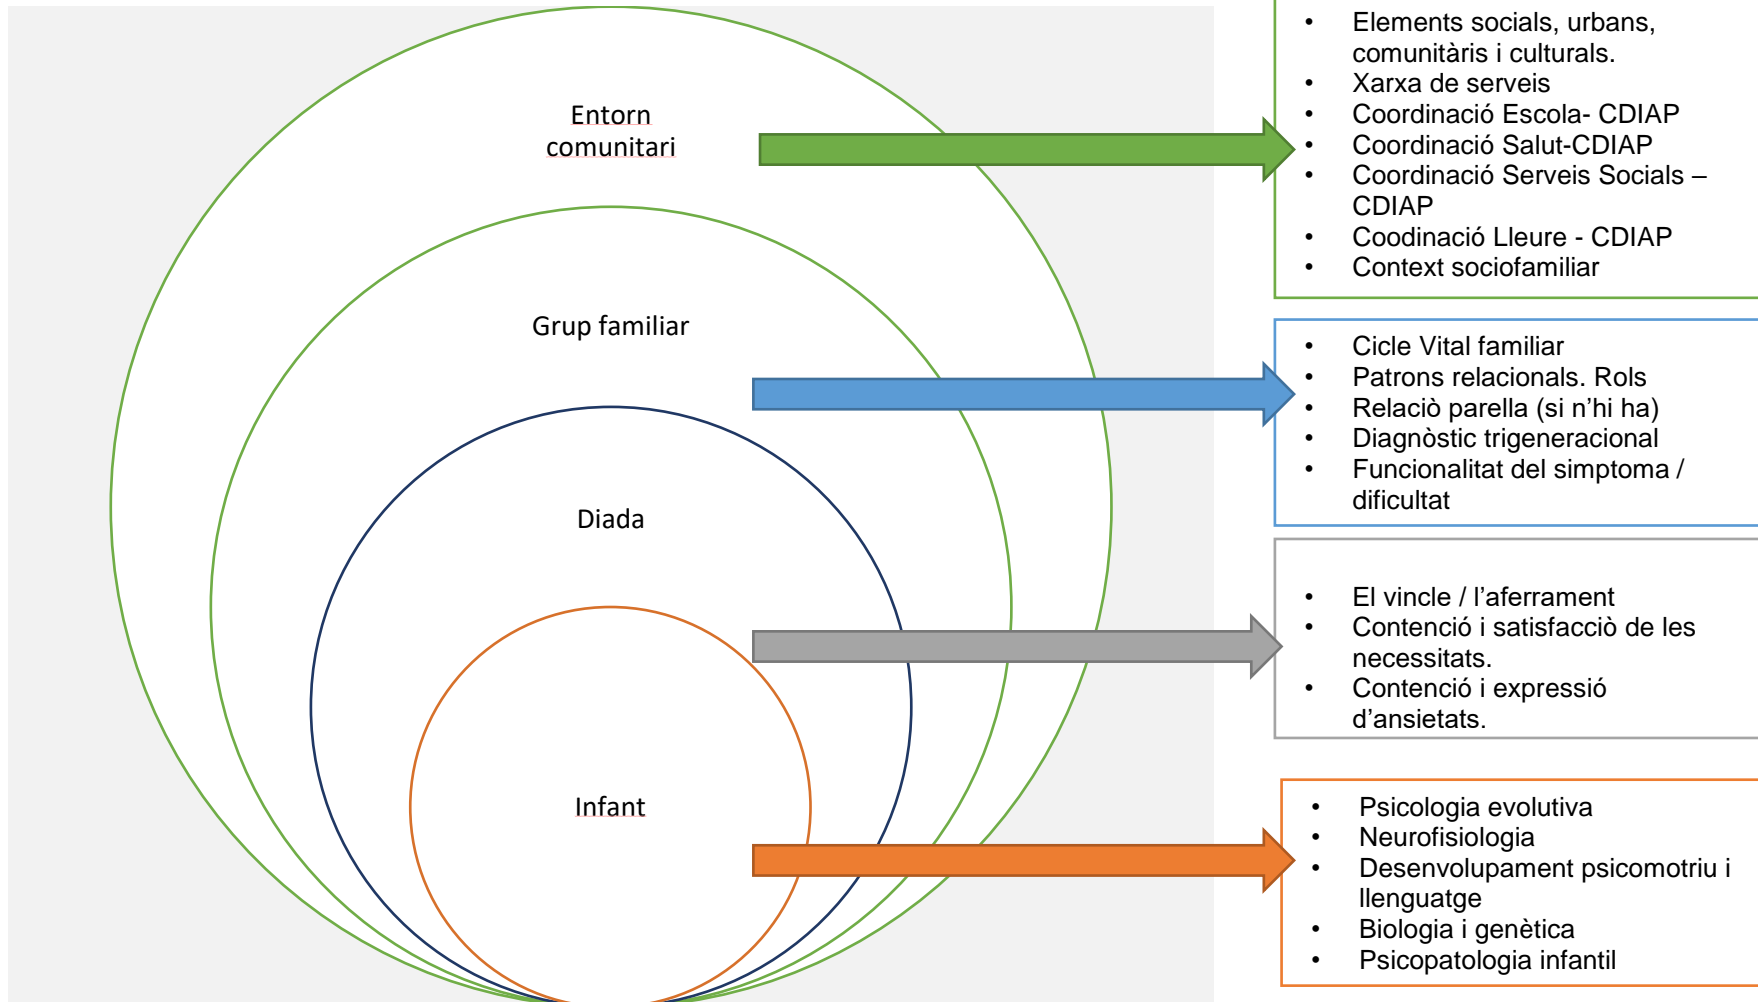 Entorn
comunitari
Grup familiar
Diada
Infant
• Elements socials, urbans,
comunitàris i culturals.
• Xarxa de serveis
• Coordinació Escola- CDIAP
• Coordinació Salut-CDIAP
• Coordinació Serveis Socials –
CDIAP
• Coodinació Lleure - CDIAP
• Context sociofamiliar
• Cicle Vital familiar
• Patrons relacionals. Rols
• Relaciò parella (si n’hi ha)
• Diagnòstic trigeneracional
• Funcionalitat del simptoma /
dificultat
• El vincle / l’aferrament
• Contenció i satisfacciò de les
necessitats.
• Contenció i expressió
d’ansietats.
• Psicologia evolutiva
• Neurofisiologia
• Desenvolupament psicomotriu i
llenguatge
• Biologia i genètica
• Psicopatologia infantil